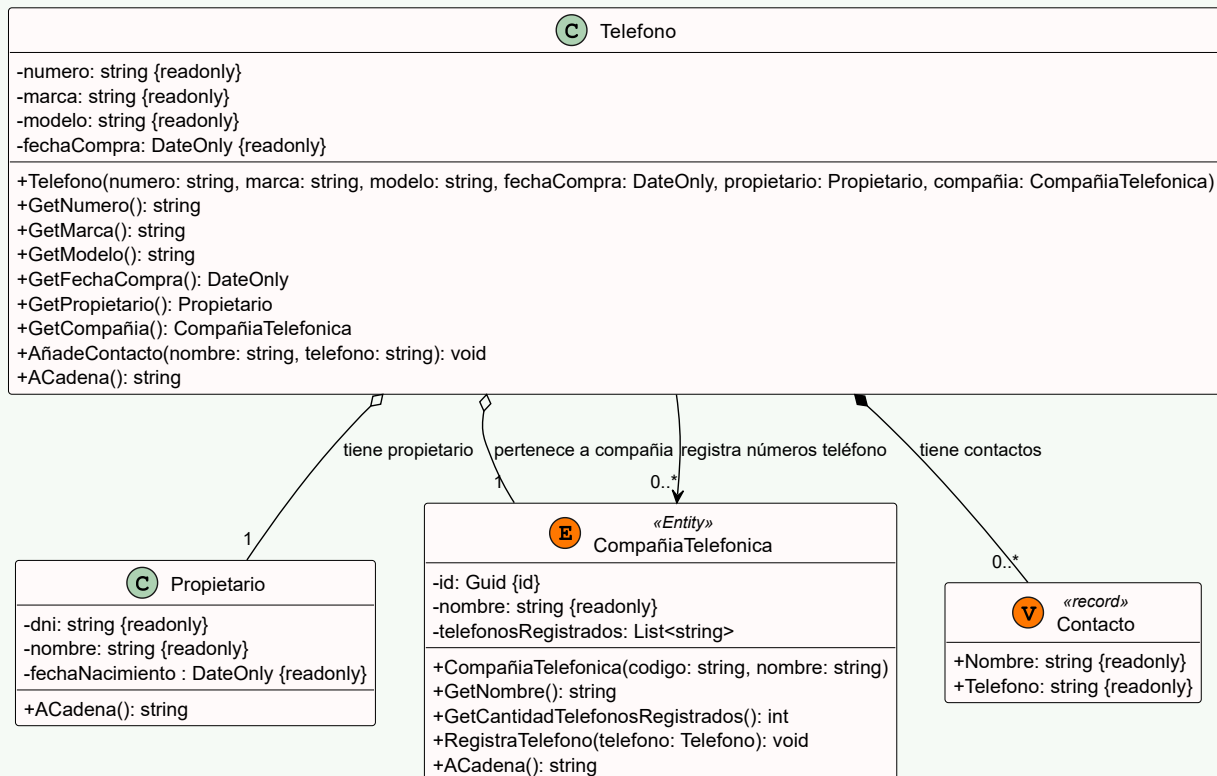 C Telefono
-numero: string {readonly}
-marca: string {readonly}
-modelo: string {readonly}
-fechaCompra: DateOnly {readonly}
+Telefono(numero: string, marca: string, modelo: string, fechaCompra: DateOnly, propietario: Propietario, compañia: CompañiaTelefonica)
+GetNumero(): string
+GetMarca(): string
+GetModelo(): string
+GetFechaCompra(): DateOnly
+GetPropietario(): Propietario
+GetCompañia(): CompañiaTelefonica
+AñadeContacto(nombre: string, telefono: string): void
+ACadena(): string
tiene propietario
1
pertenece a compañia
1
registra números teléfono
0..*
tiene contactos
0..*
C Propietario
-dni: string {readonly}
-nombre: string {readonly}
-fechaNacimiento : DateOnly {readonly}
+ACadena(): string
«Entity»
E CompañiaTelefonica
-id: Guid {id}
-nombre: string {readonly}
-telefonosRegistrados: List<string>
+CompañiaTelefonica(codigo: string, nombre: string)
+GetNombre(): string
+GetCantidadTelefonosRegistrados(): int
+RegistraTelefono(telefono: Telefono): void
+ACadena(): string
«record»
V Contacto
+Nombre: string {readonly}
+Telefono: string {readonly}